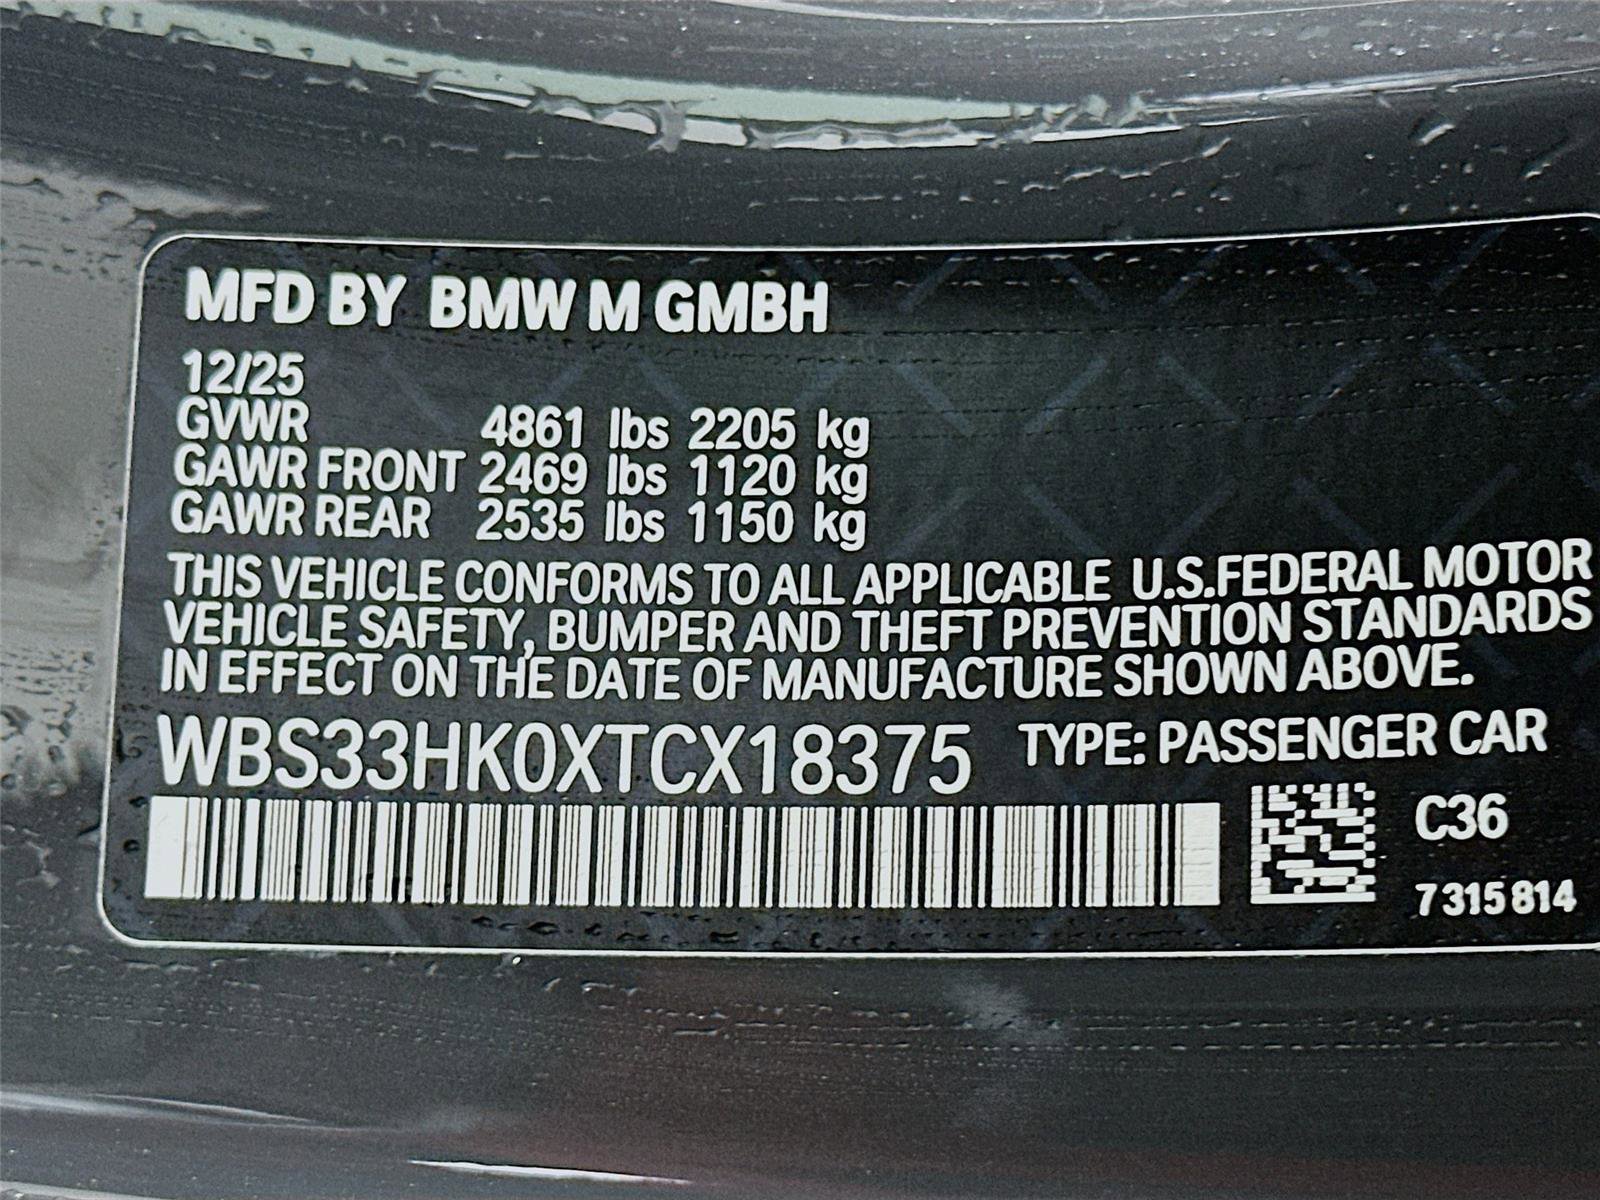 MFD BY BMW M GMBH
12/25
GVWR 4861 lbs 2205 kg
GAWR FRONT 2469 lbs 1120 kg
GAWR REAR 2535 lbs 1150 kg
THIS VEHICLE CONFORMS TO ALL APPLICABLE U.S.FEDERAL MOTOR
VEHICLE SAFETY, BUMPER AND THEFT PREVENTION STANDARDS
IN EFFECT ON THE DATE OF MANUFACTURE SHOWN ABOVE.
WBS33HK0XTCX18375 TYPE: PASSENGER CAR
C36
7315814